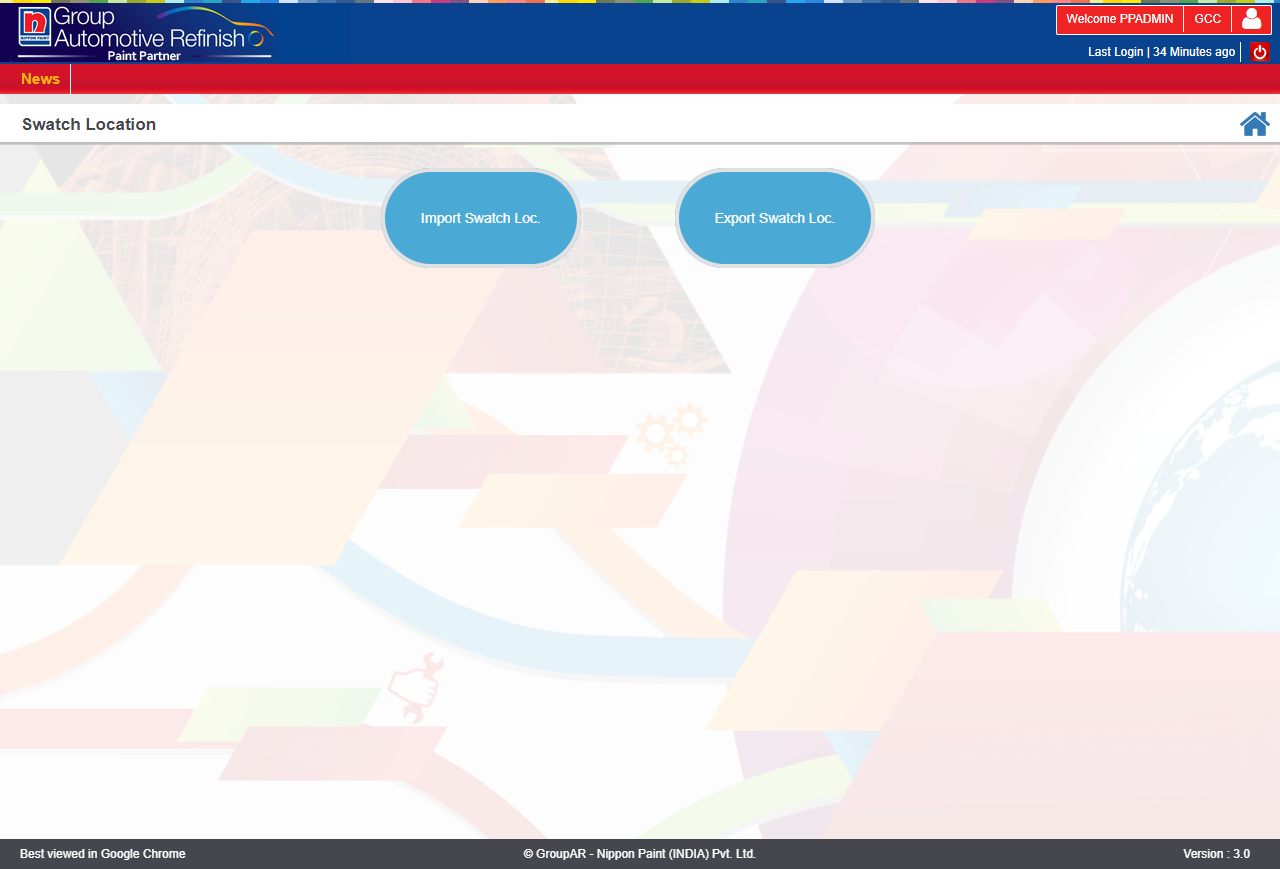 Group
Automotive Refinish
NIPPON PAINT
Paint Partner
Welcome PPADMIN
GCC
Last Login | 34 Minutes ago
News
Swatch Location
Import Swatch Loc.
Export Swatch Loc.
Best viewed in Google Chrome
© GroupAR - Nippon Paint (INDIA) Pvt. Ltd.
Version : 3.0